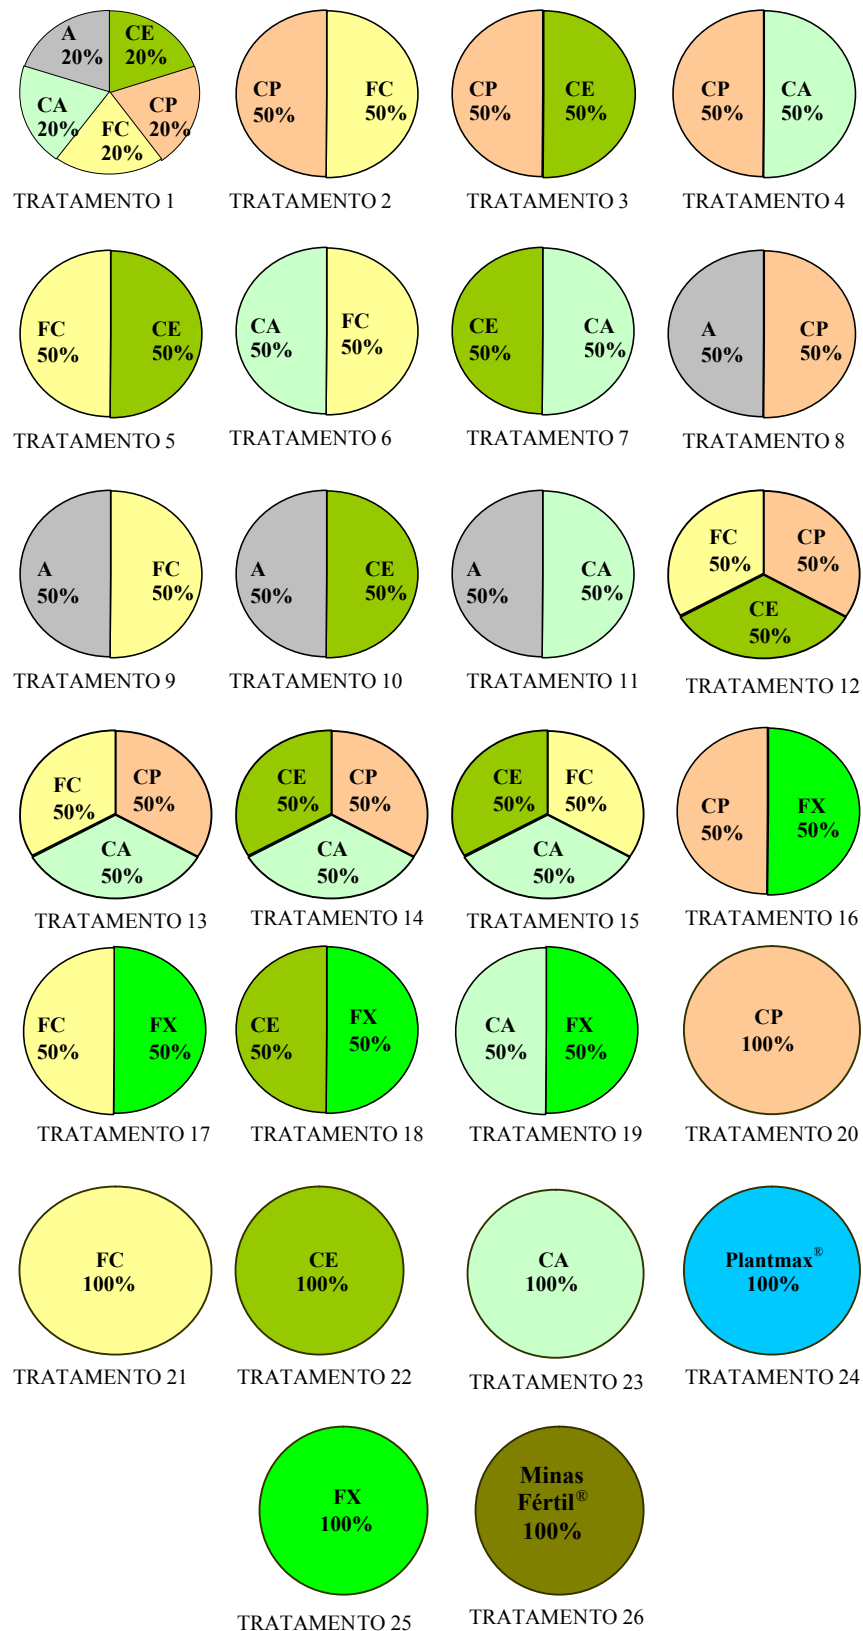 A
20%
CE
20%
CA
20%
FC
20%
CP
20%
TRATAMENTO 1
CP
50%
FC
50%
TRATAMENTO 2
CP
50%
CE
50%
TRATAMENTO 3
CP
50%
CA
50%
TRATAMENTO 4
FC
50%
CE
50%
TRATAMENTO 5
CA
50%
FC
50%
TRATAMENTO 6
CE
50%
CA
50%
TRATAMENTO 7
A
50%
CP
50%
TRATAMENTO 8
A
50%
FC
50%
TRATAMENTO 9
A
50%
CE
50%
TRATAMENTO 10
A
50%
CA
50%
TRATAMENTO 11
FC
50%
CP
50%
CE
50%
TRATAMENTO 12
FC
50%
CP
50%
CA
50%
TRATAMENTO 13
CE
50%
CP
50%
CA
50%
TRATAMENTO 14
CE
50%
FC
50%
CA
50%
TRATAMENTO 15
CP
50%
FX
50%
TRATAMENTO 16
FC
50%
FX
50%
TRATAMENTO 17
CE
50%
FX
50%
TRATAMENTO 18
CA
50%
FX
50%
TRATAMENTO 19
CP
100%
TRATAMENTO 20
FC
100%
TRATAMENTO 21
CE
100%
TRATAMENTO 22
CA
100%
TRATAMENTO 23
Plantmax®
100%
TRATAMENTO 24
FX
100%
TRATAMENTO 25
Minas
Fértil®
100%
TRATAMENTO 26